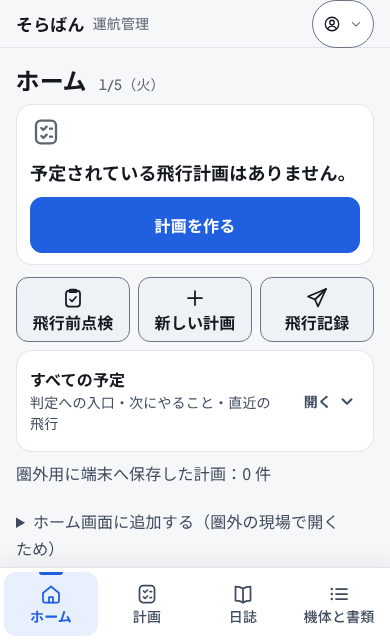 そらばん 運航管理
ホーム 1/5（火）
予定されている飛行計画はありません。
計画を作る
飛行前点検 新しい計画 飛行記録
すべての予定
判定への入口・次にやること・直近の
飛行
開く
圏外用に端末へ保存した計画：0 件
▶ ホーム画面に追加する（圏外の現場で開く
ため）
ホーム 計画 日誌 機体と書類